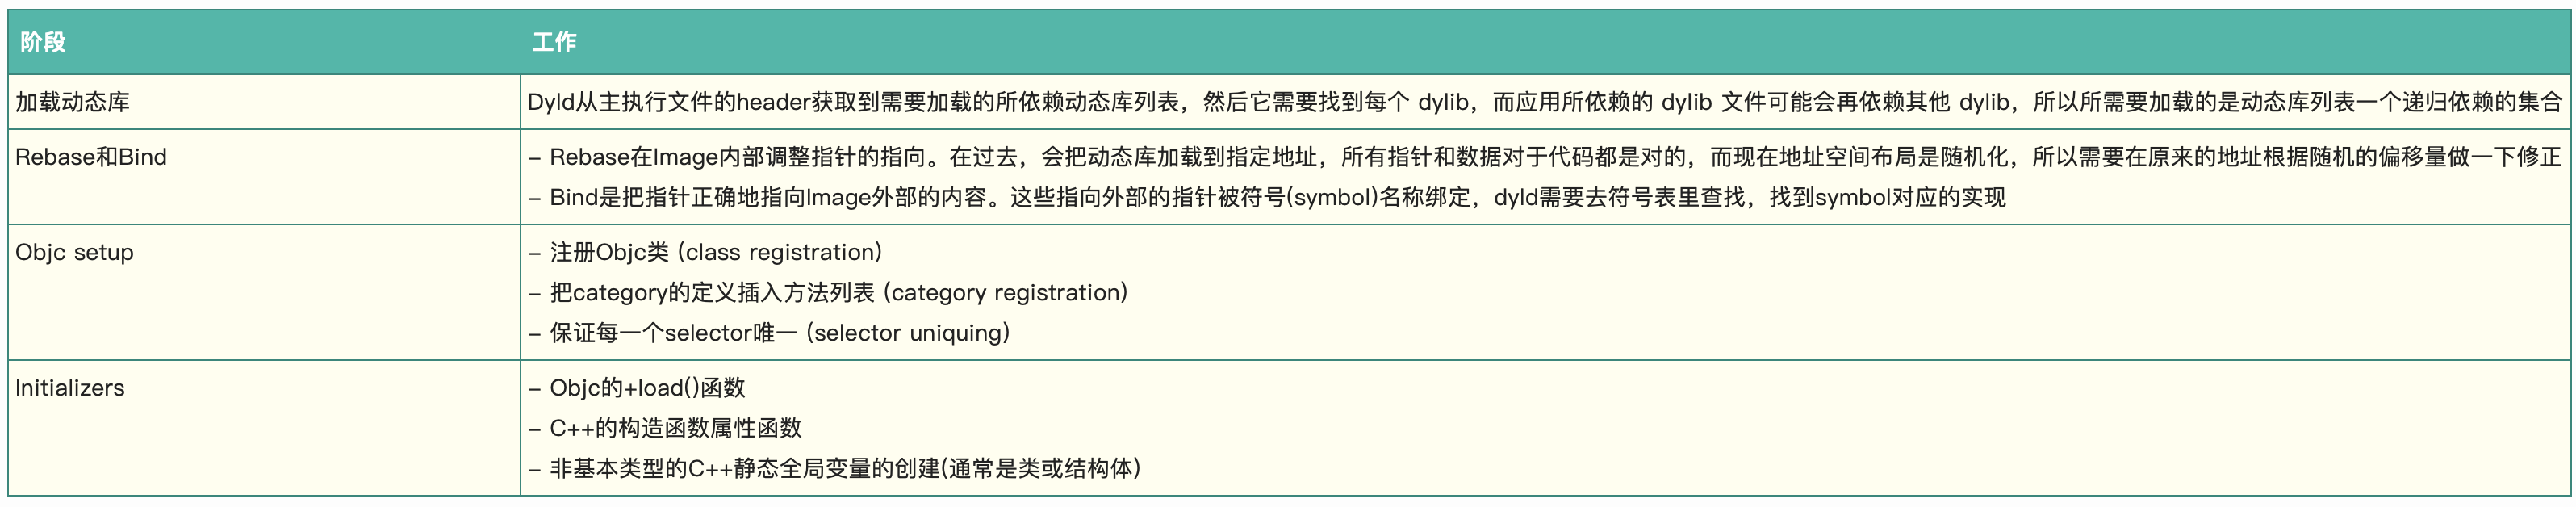 阶段 工作
加载动态库 Dyld从主执行文件的header获取到需要加载的所依赖动态库列表，然后它需要找到每个 dylib，而应用所依赖的 dylib 文件可能会再依赖其他 dylib，所以所需要加载的是动态库列表一个递归依赖的集合
Rebase和Bind – Rebase在Image内部调整指针的指向。在过去，会把动态库加载到指定地址，所有指针和数据对于代码都是对的，而现在地址空间布局是随机化，所以需要在原来的地址根据随机的偏移量做一下修正
– Bind是把指针正确地指向Image外部的内容。这些指向外部的指针被符号(symbol)名称绑定，dyld需要去符号表里查找，找到symbol对应的实现
Objc setup – 注册Objc类 (class registration)
– 把category的定义插入方法列表 (category registration)
– 保证每一个selector唯一 (selector uniquing)
Initializers – Objc的+load()函数
– C++的构造函数属性函数
– 非基本类型的C++静态全局变量的创建(通常是类或结构体)